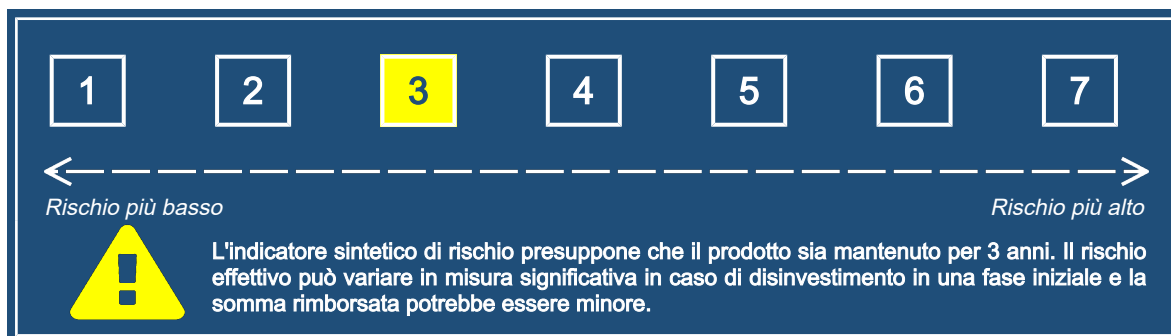 1 2 3 4 5 6 7
Rischio più basso Rischio più alto
L'indicatore sintetico di rischio presuppone che il prodotto sia mantenuto per 3 anni. Il rischio
effettivo può variare in misura significativa in caso di disinvestimento in una fase iniziale e la
somma rimborsata potrebbe essere minore.